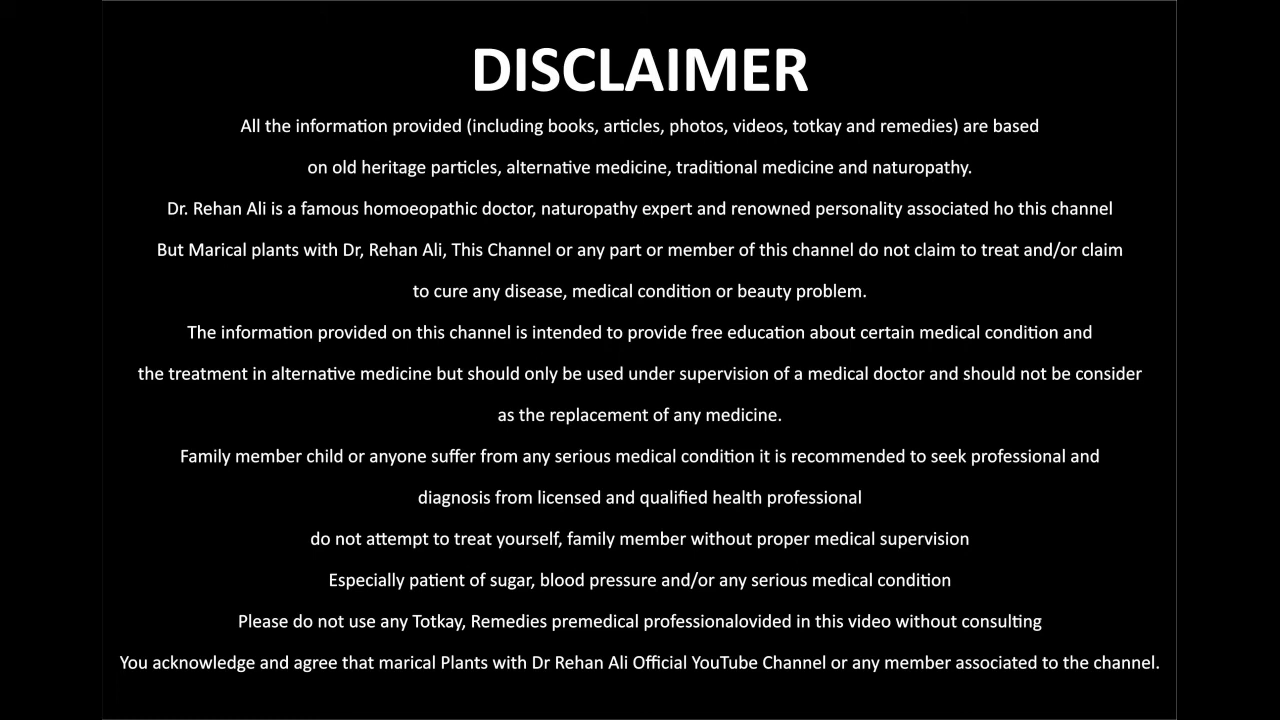 DISCLAIMER
All the information provided (including books, articles, photos, videos, totkay and remedies) are based
on old heritage particles, alternative medicine, traditional medicine and naturopathy.
Dr. Rehan Ali is a famous homoeopathic doctor, naturopathy expert and renowned personality associated ho this channel
But Marical plants with Dr, Rehan Ali, This Channel or any part or member of this channel do not claim to treat and/or claim
to cure any disease, medical condition or beauty problem.
The information provided on this channel is intended to provide free education about certain medical condition and
the treatment in alternative medicine but should only be used under supervision of a medical doctor and should not be consider
as the replacement of any medicine.
Family member child or anyone suffer from any serious medical condition it is recommended to seek professional and
diagnosis from licensed and qualified health professional
do not attempt to treat yourself, family member without proper medical supervision
Especially patient of sugar, blood pressure and/or any serious medical condition
Please do not use any Totkay, Remedies premedical professionalovided in this video without consulting
You acknowledge and agree that marical Plants with Dr Rehan Ali Official YouTube Channel or any member associated to the channel.